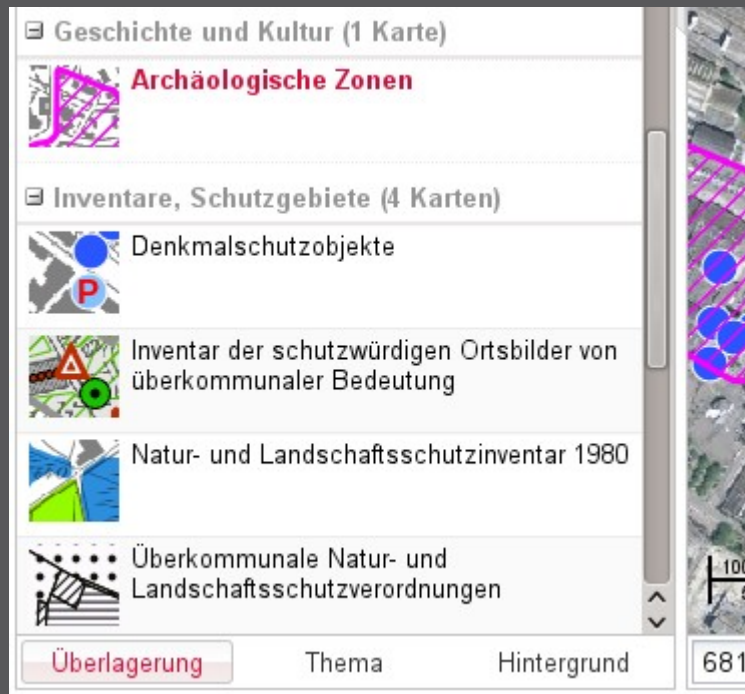 Geschichte und Kultur (1 Karte)
Archäologische Zonen
Inventare, Schutzgebiete (4 Karten)
Denkmalschutzobjekte
P
Inventar der schutzwürdigen Ortsbilder von
überkommunaler Bedeutung
Natur- und Landschaftsschutzinventar 1980
Überkommunale Natur- und
Landschaftsschutzverordnungen
Überlagerung Thema Hintergrund
100
681